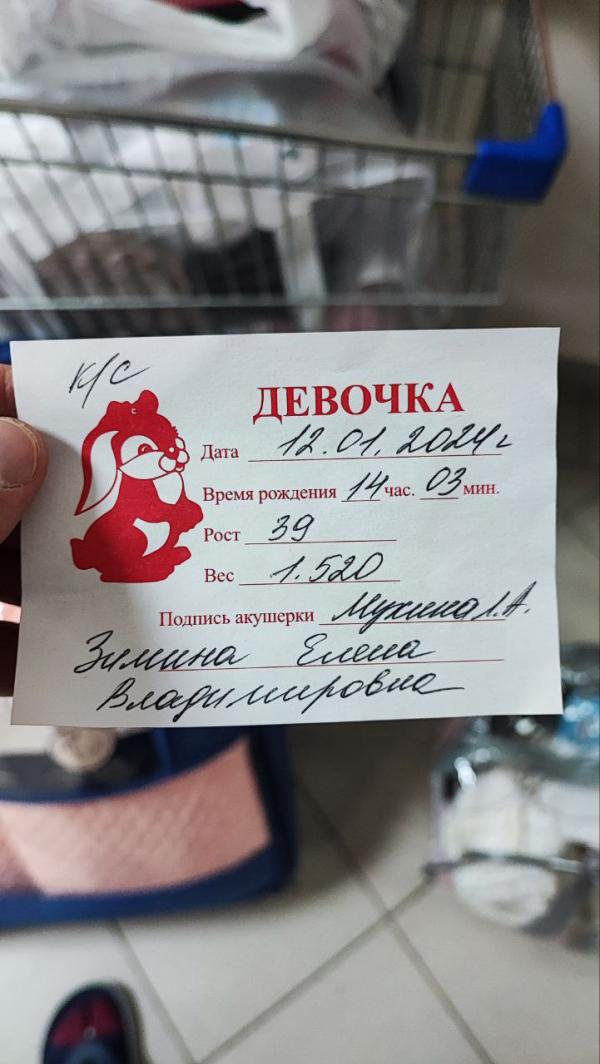 к/с
ДЕВОЧКА
Дата 12.01.2024г
Время рождения 14 час. 03 мин.
Рост 39
Вес 1.520
Подпись акушерки Мухина Л.А.
Зимина Елена
Владимировна